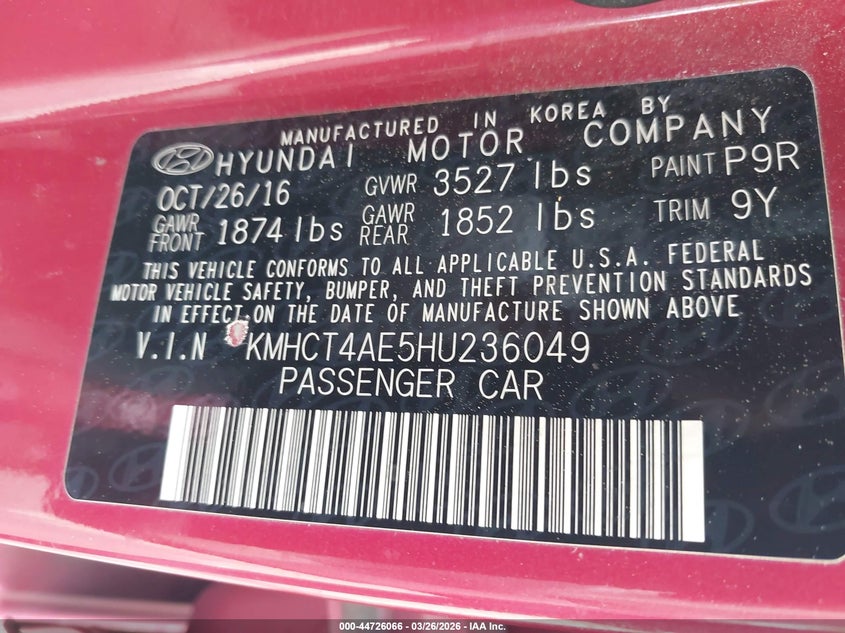 MANUFACTURED IN KOREA BY
HYUNDAI MOTOR COMPANY
OCT/26/16 GVWR 3527 lbs PAINT P9R
GAWR FRONT 1874 lbs GAWR REAR 1852 lbs TRIM 9Y
THIS VEHICLE CONFORMS TO ALL APPLICABLE U.S.A. FEDERAL
MOTOR VEHICLE SAFETY, BUMPER, AND THEFT PREVENTION STANDARDS
IN EFFECT ON THE DATE OF MANUFACTURE SHOWN ABOVE
V.I.N KMHCT4AE5HU236049
PASSENGER CAR
000-44726066 - 03/26/2026 - IAA Inc.